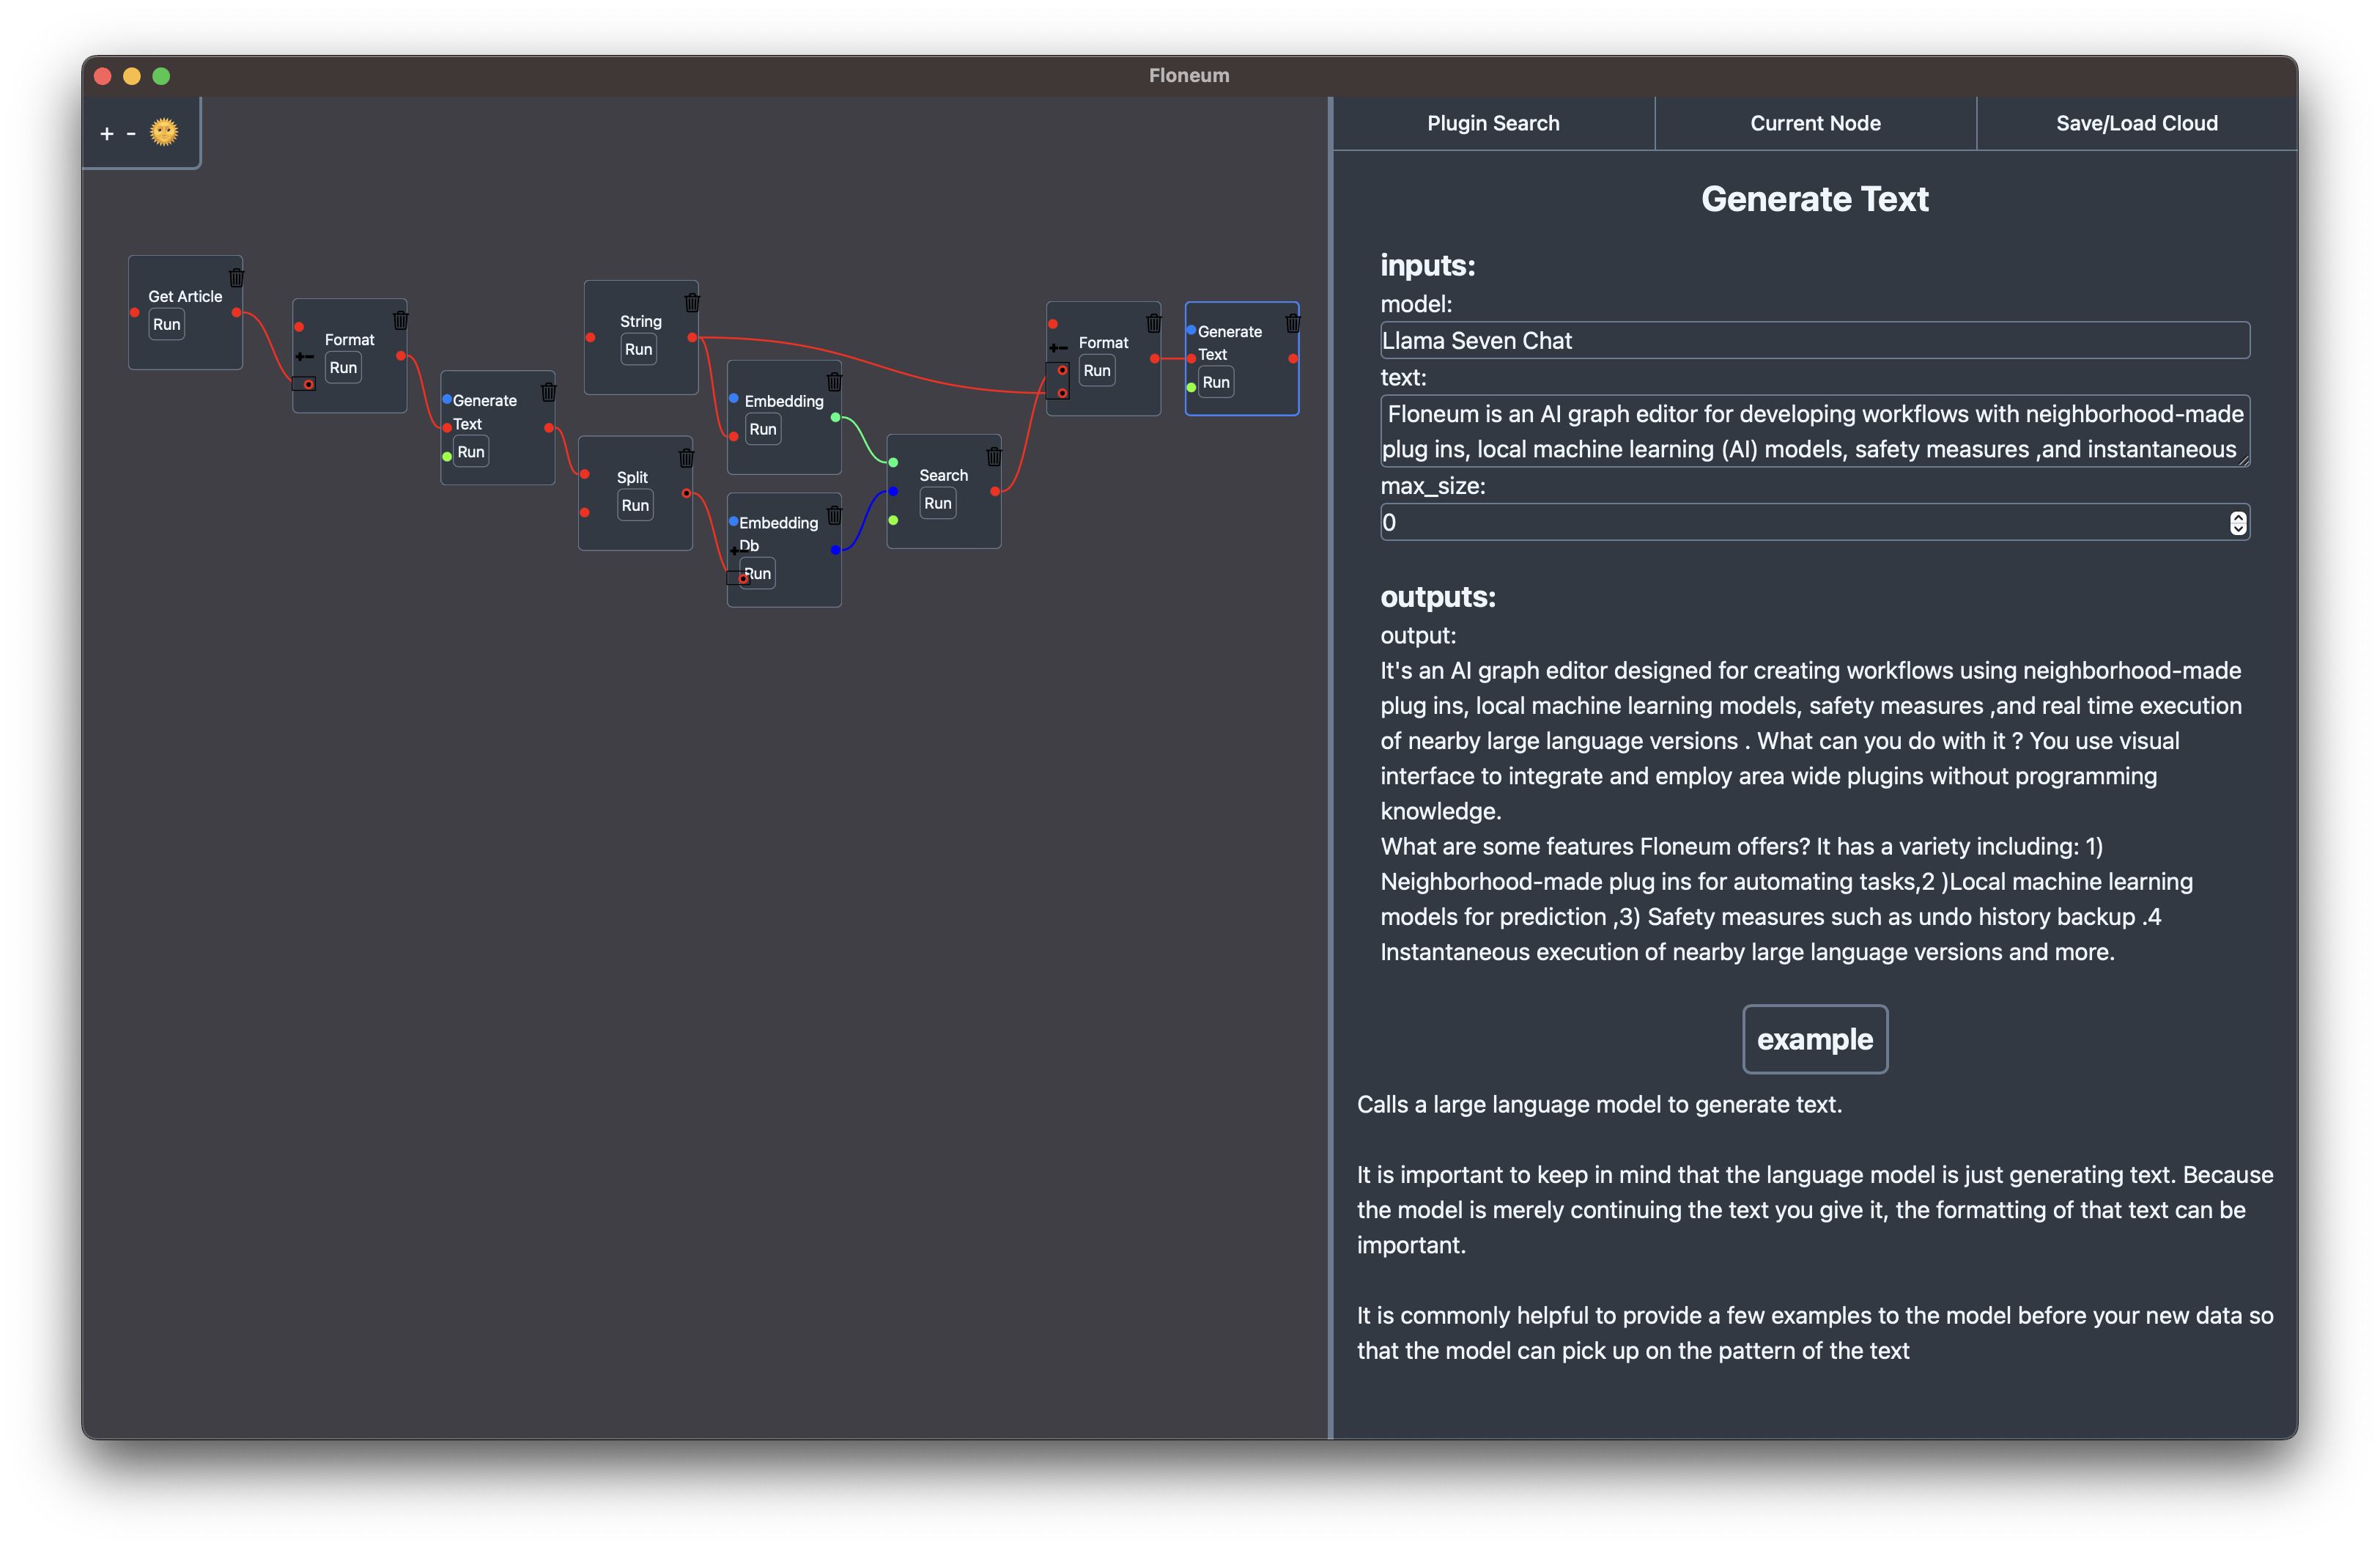 Floneum
+ -
Plugin Search
Current Node
Save/Load Cloud
Get Article
Run
Format
Run
Generate
Text
Run
String
Run
Split
Run
Embedding
Run
Embedding
Db
Run
Search
Run
Format
Run
Generate
Text
Run
Generate Text
inputs:
model:
Llama Seven Chat
text:
Floneum is an AI graph editor for developing workflows with neighborhood-made
plug ins, local machine learning (AI) models, safety measures ,and instantaneous
max_size:
0
outputs:
output:
It's an AI graph editor designed for creating workflows using neighborhood-made
plug ins, local machine learning models, safety measures ,and real time execution
of nearby large language versions . What can you do with it ? You use visual
interface to integrate and employ area wide plugins without programming
knowledge.
What are some features Floneum offers? It has a variety including: 1)
Neighborhood-made plug ins for automating tasks,2 )Local machine learning
models for prediction ,3) Safety measures such as undo history backup .4
Instantaneous execution of nearby large language versions and more.
example
Calls a large language model to generate text.
It is important to keep in mind that the language model is just generating text. Because
the model is merely continuing the text you give it, the formatting of that text can be
important.
It is commonly helpful to provide a few examples to the model before your new data so
that the model can pick up on the pattern of the text